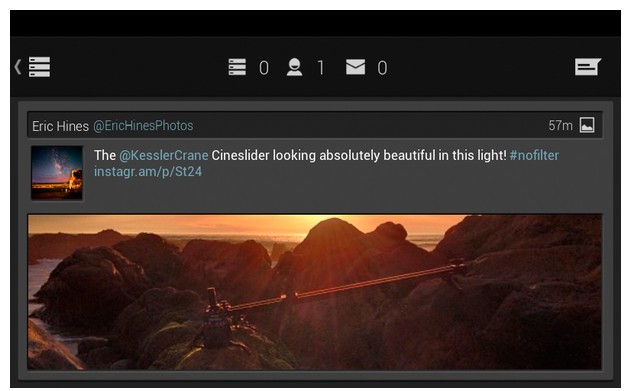 0 1 0
Eric Hines @EricHinesPhotos 57m
The @KesslerCrane Cineslider looking absolutely beautiful in this light! #nofilter
instagr.am/p/St24